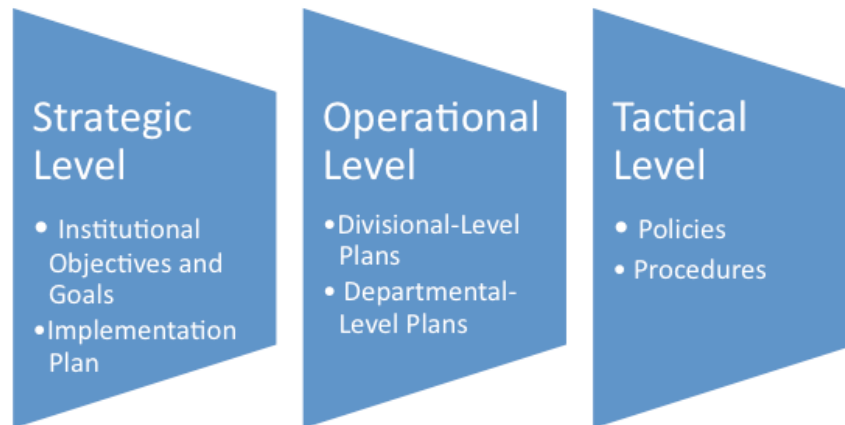 Strategic
Level
• Institutional
Objectives and
Goals
•Implementation
Plan
Operational
Level
•Divisional-Level
Plans
• Departmental-
Level Plans
Tactical
Level
• Policies
• Procedures